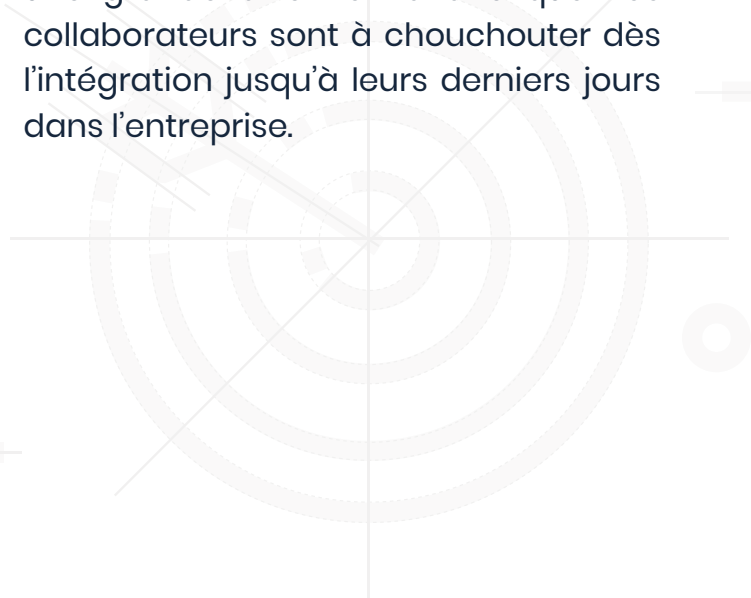 collaborateurs sont à chouchouter dès
l’intégration jusqu’à leurs derniers jours
dans l’entreprise.